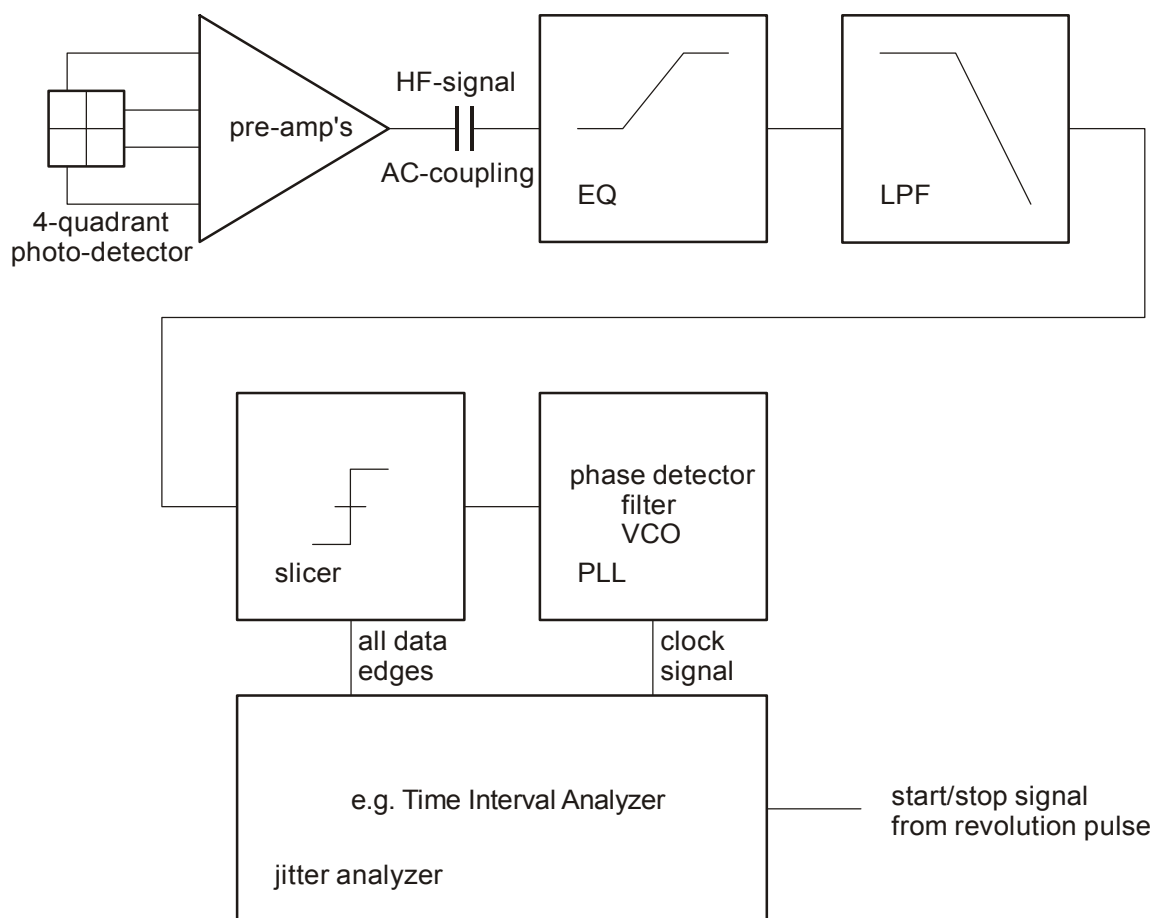 HF-signal
pre-amp's
AC-coupling
EQ
LPF
4-quadrant
photo-detector
phase detector
filter
VCO
slicer
PLL
all data
edges
clock
signal
e.g. Time Interval Analyzer
start/stop signal
from revolution pulse
jitter analyzer